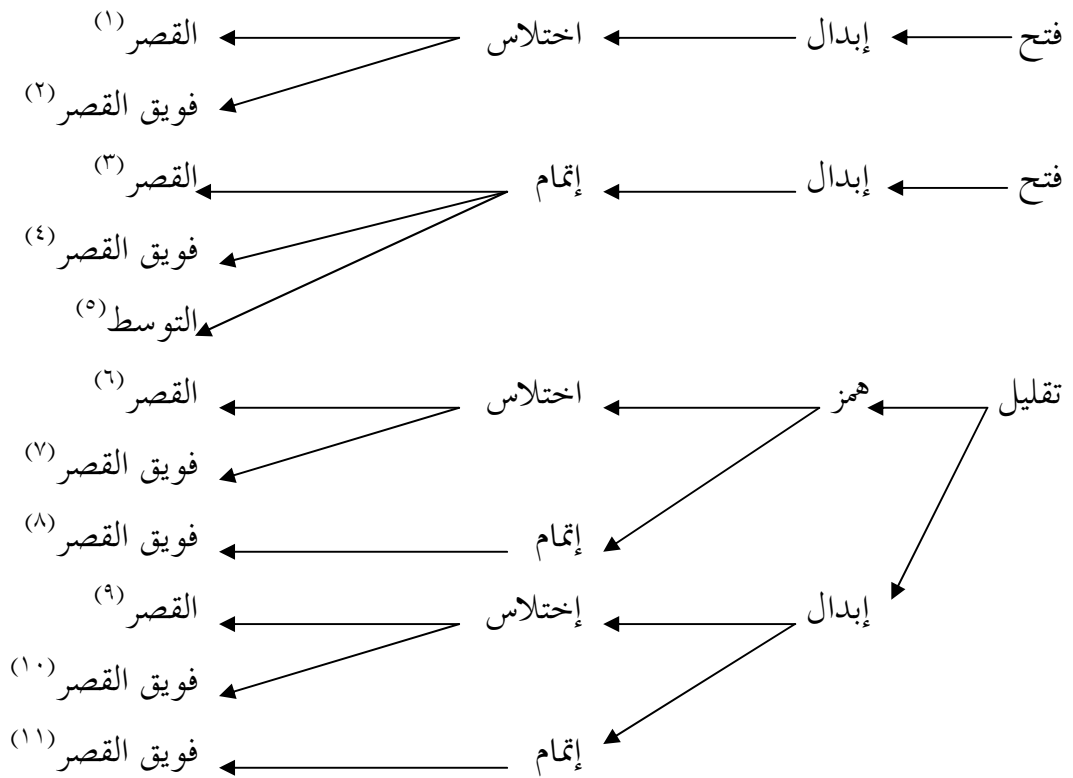 فتح إبدال اختلاس القصر (١)
فويق القصر (٢)
فتح إبدال إتمام القصر (٣)
فويق القصر (٤)
التوسط (٥)
تقليل همز اختلاس القصر (٦)
فويق القصر (٧)
إتمام فويق القصر (٨)
إبدال إختلاس القصر (٩)
فويق القصر (١٠)
إتمام فويق القصر (١١)